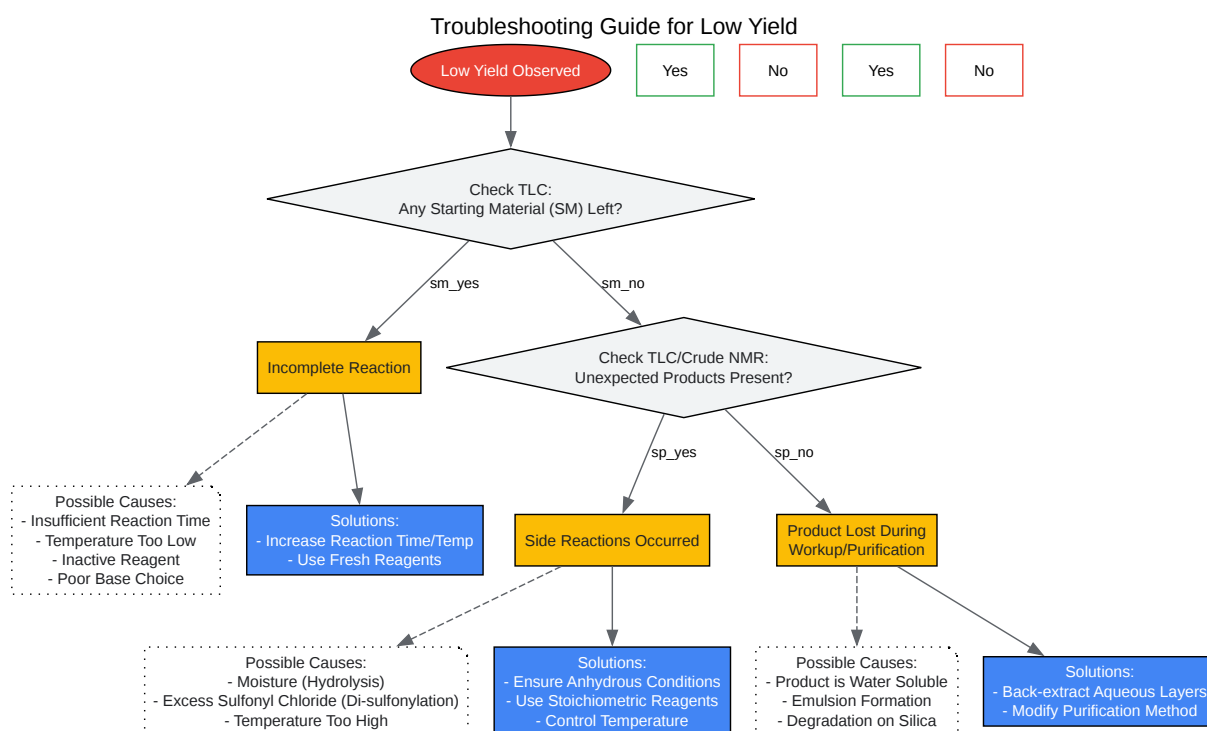 Troubleshooting Guide for Low Yield
Low Yield Observed
Yes
No
Yes
No
Check TLC:
Any Starting Material (SM) Left?
sm_yes
sm_no
Incomplete Reaction
Check TLC/Crude NMR:
Unexpected Products Present?
sp_yes
sp_no
Possible Causes:
- Insufficient Reaction Time
- Temperature Too Low
- Inactive Reagent
- Poor Base Choice
Solutions:
- Increase Reaction Time/Temp
- Use Fresh Reagents
Side Reactions Occurred
Product Lost During
Workup/Purification
Possible Causes:
- Moisture (Hydrolysis)
- Excess Sulfonyl Chloride (Di-sulfonylation)
- Temperature Too High
Solutions:
- Ensure Anhydrous Conditions
- Use Stoichiometric Reagents
- Control Temperature
Possible Causes:
- Product is Water Soluble
- Emulsion Formation
- Degradation on Silica
Solutions:
- Back-extract Aqueous Layers
- Modify Purification Method